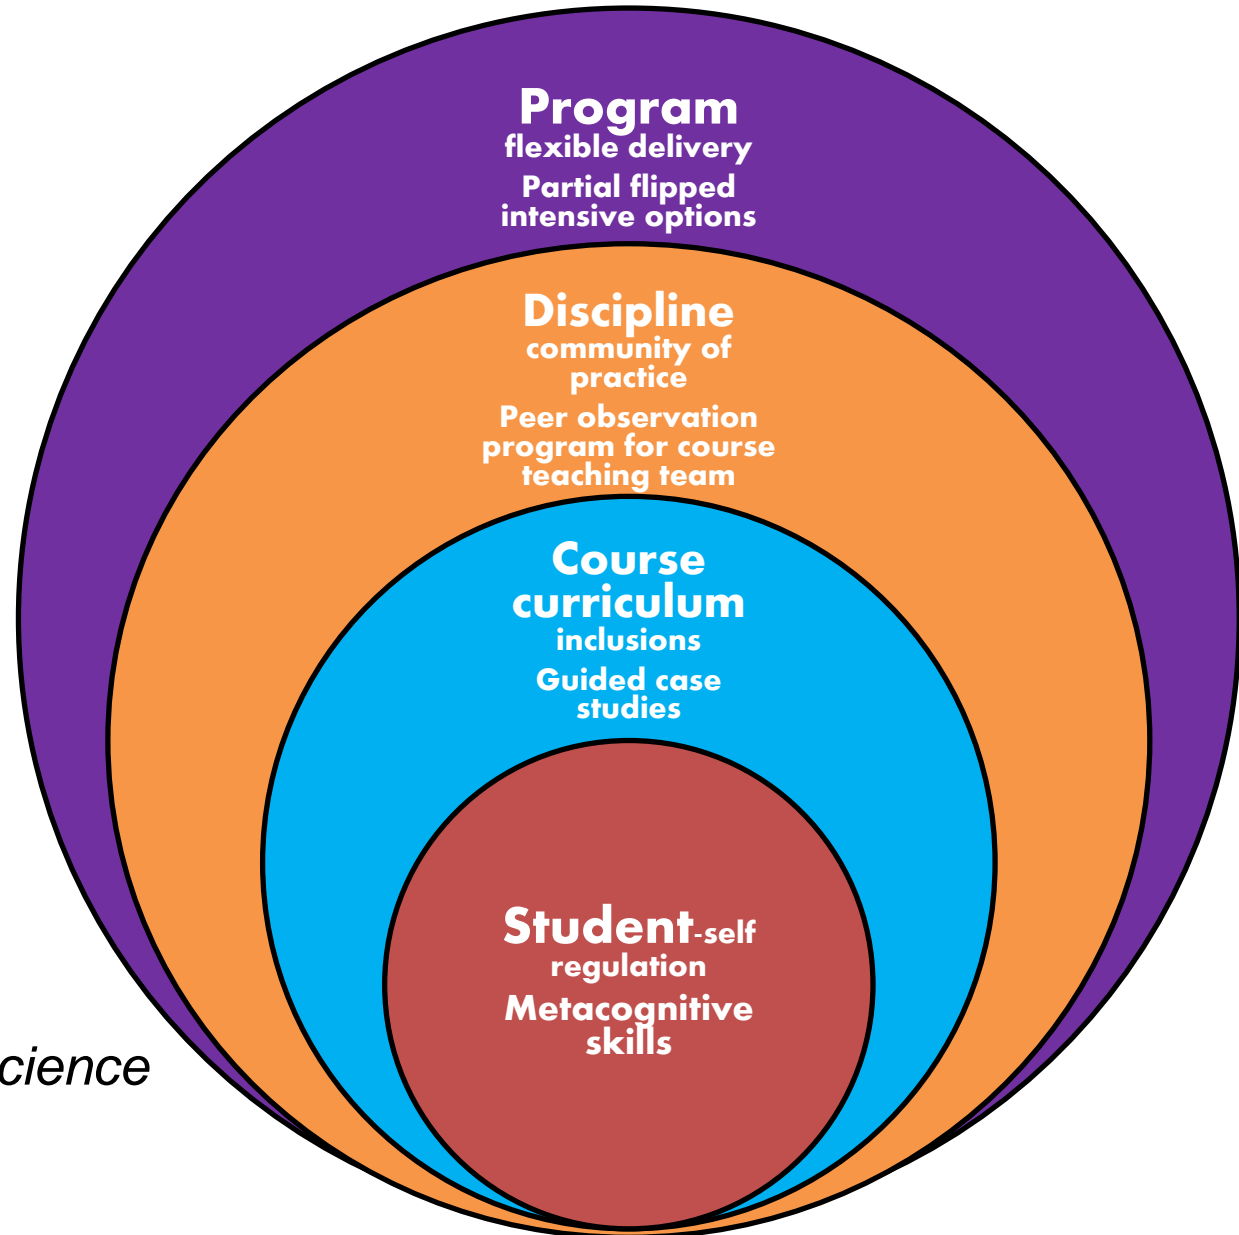 Program
flexible delivery
Partial flipped
intensive options
Discipline
community of
practice
Peer observation
program for course
teaching team
Course
curriculum
inclusions
Guided case
studies
Student-self
regulation
Metacognitive
skills
cience